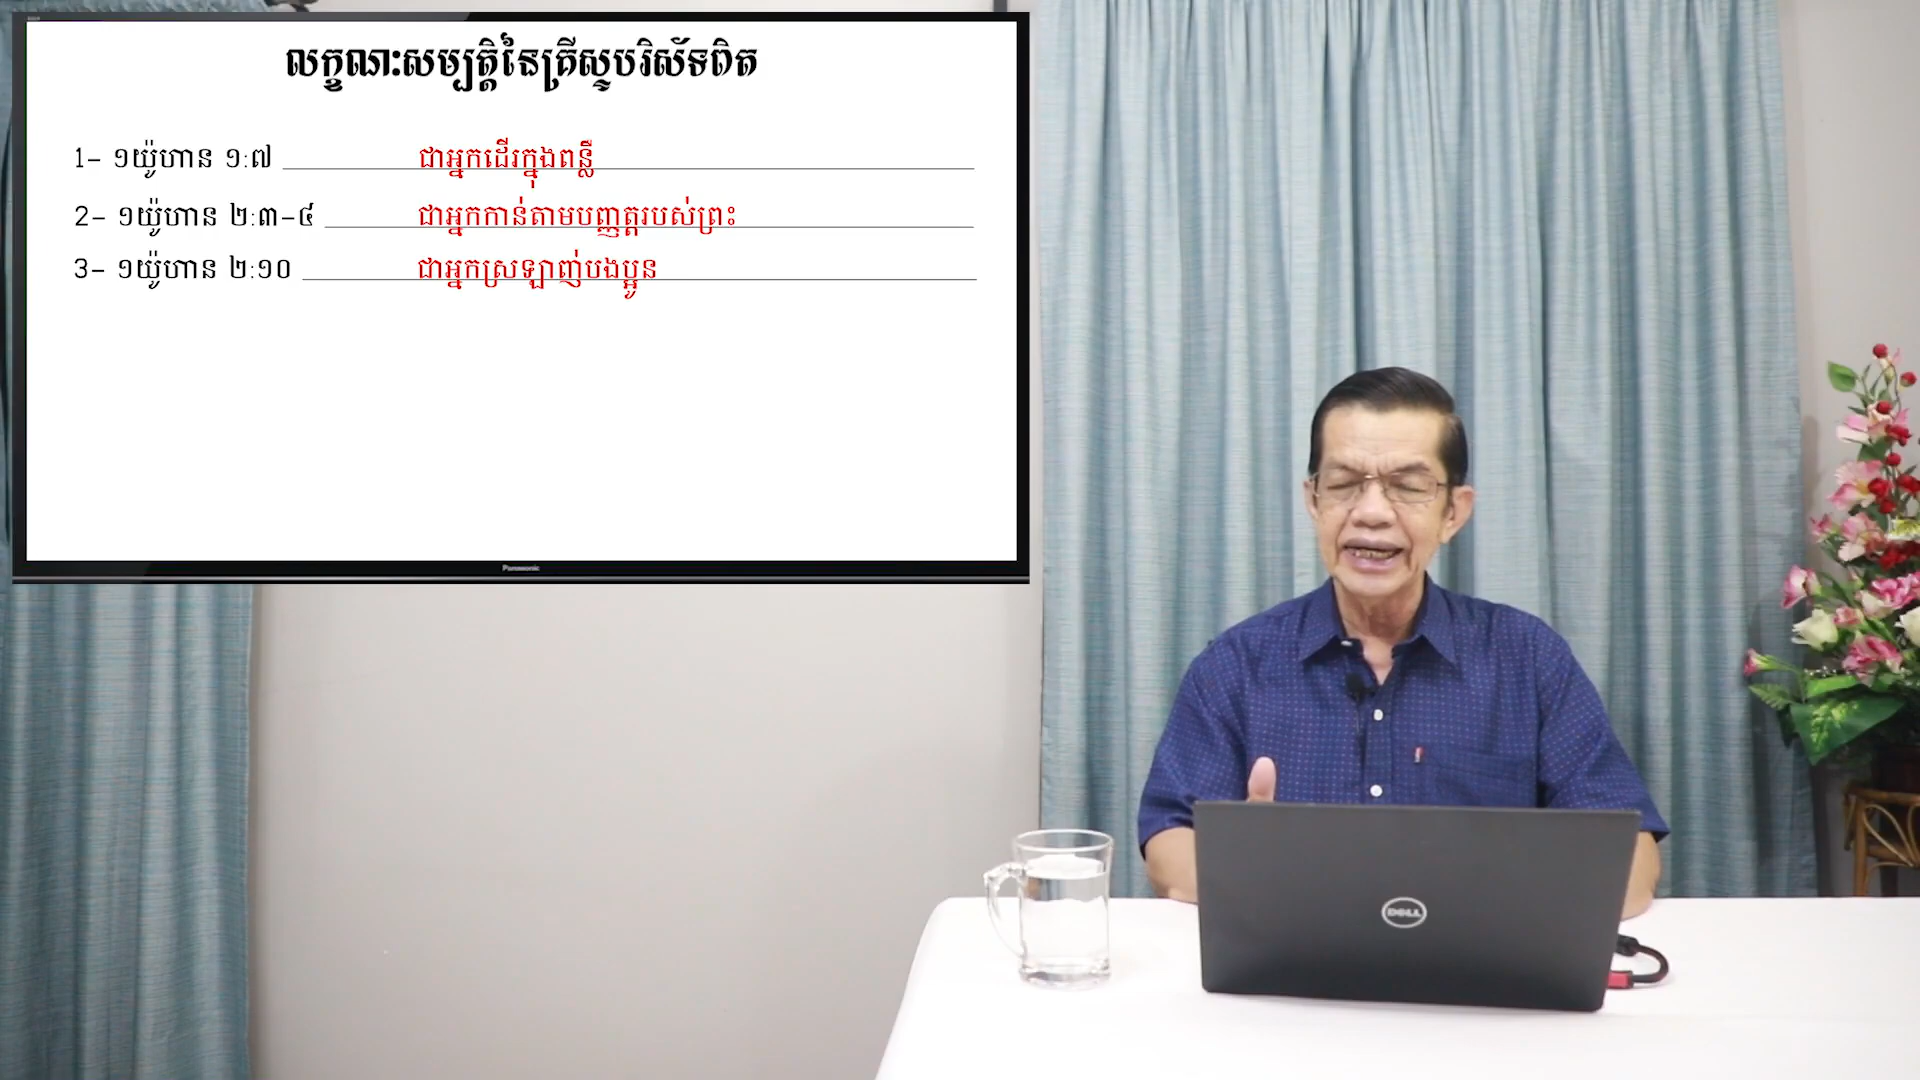 លក្ខណៈសម្បត្តិនៃគ្រីស្ទបរិស័ទពិត
1- ១យ៉ូហាន ១:៧ ជាអ្នកដើរក្នុងពន្លឺ
2- ១យ៉ូហាន ២:៣-៤ ជាអ្នកកាន់តាមបញ្ញត្តរបស់ព្រះ
3- ១យ៉ូហាន ២:១០ ជាអ្នកស្រឡាញ់បងប្អូន
Panasonic
DELL